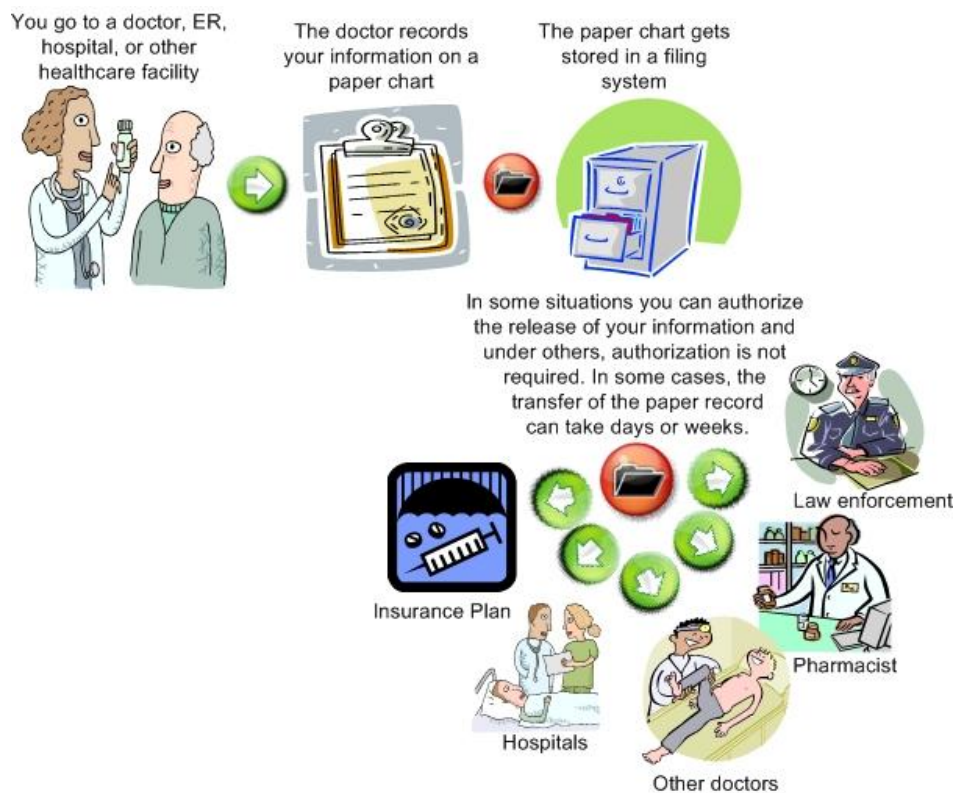 You go to a doctor, ER,
hospital, or other
healthcare facility
The doctor records
your information on a
paper chart
The paper chart gets
stored in a filing
system
In some situations you can authorize
the release of your information and
under others, authorization is not
required. In some cases, the
transfer of the paper record
can take days or weeks.
Law enforcement
Insurance Plan
Pharmacist
Hospitals
Other doctors